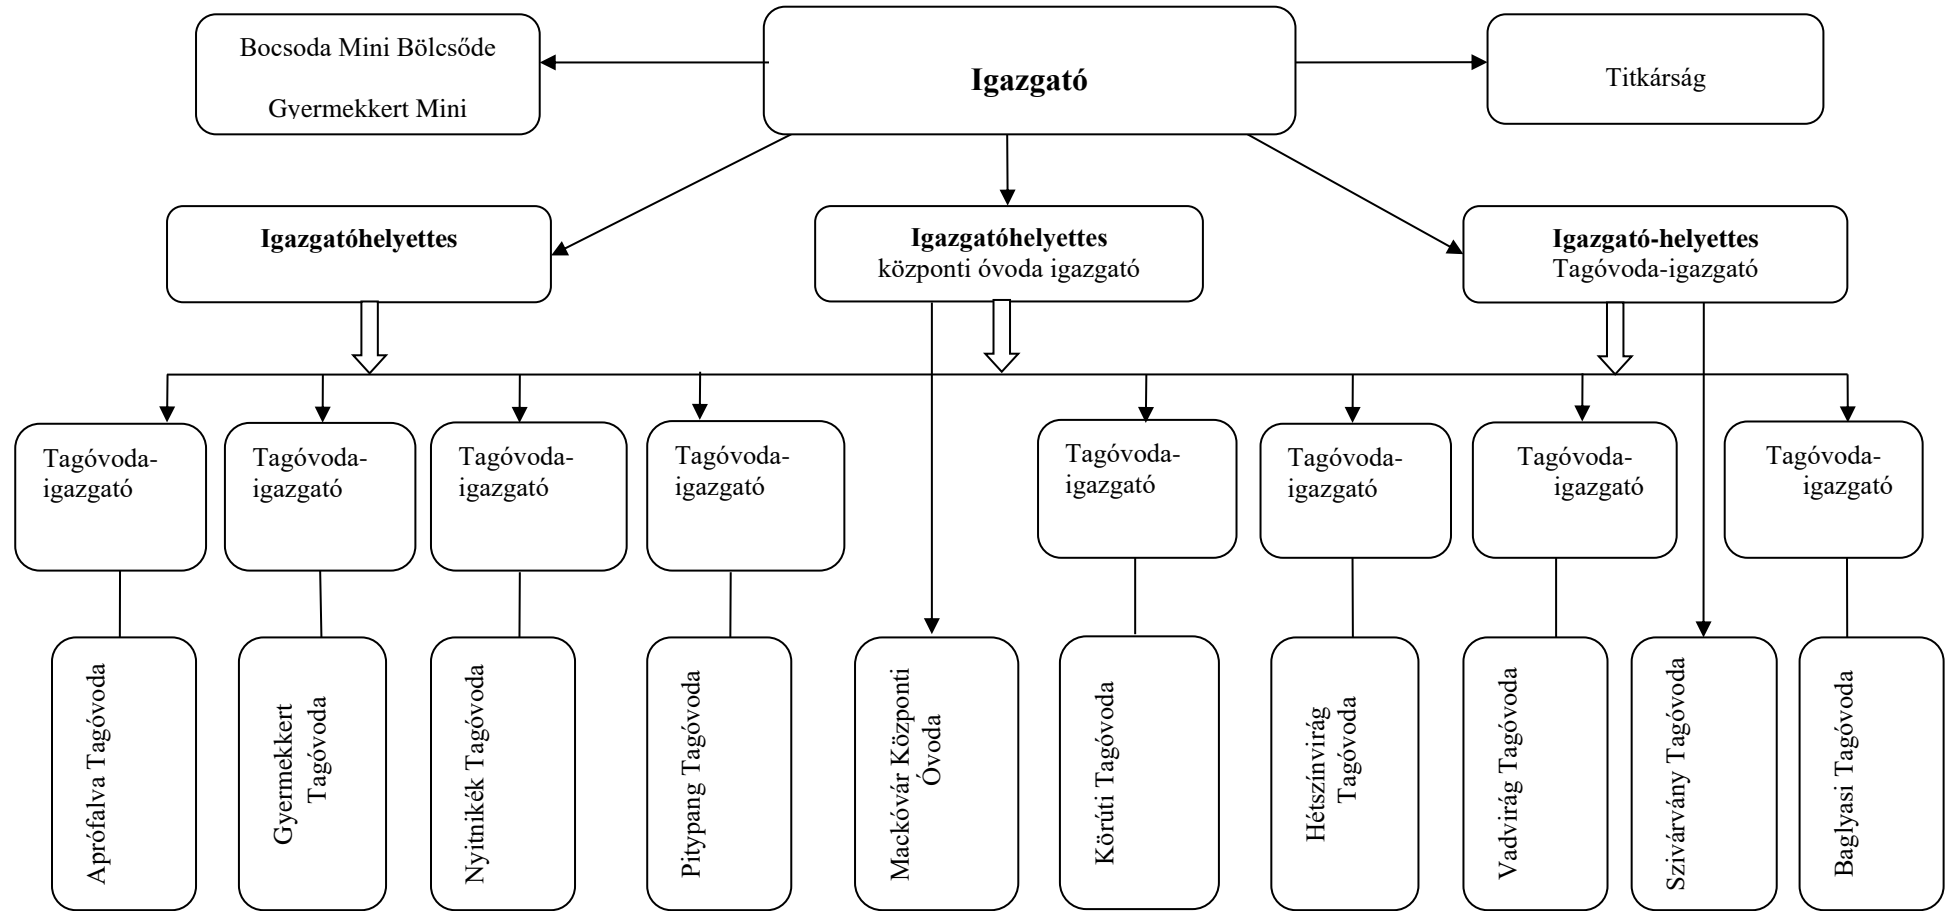 Bocsoda Mini Bölcsőde
Gyermekkert Mini
Igazgató
Titkárság
Igazgatóhelyettes
Igazgatóhelyettes
központi óvoda igazgató
Igazgató-helyettes
Tagóvoda-igazgató
Tagóvoda-
igazgató
Tagóvoda-
igazgató
Tagóvoda-
igazgató
Tagóvoda-
igazgató
Tagóvoda-
igazgató
Tagóvoda-
igazgató
Tagóvoda-
igazgató
Tagóvoda-
igazgató
Aprófalva Tagóvoda
Gyermekkert
Tagóvoda
Nyitnikék Tagóvoda
Pitypang Tagóvoda
Mackóvár Központi
Óvoda
Körúti Tagóvoda
Hétszínvirág
Tagóvoda
Vadvirág Tagóvoda
Szivárvány Tagóvoda
Baglyasi Tagóvoda